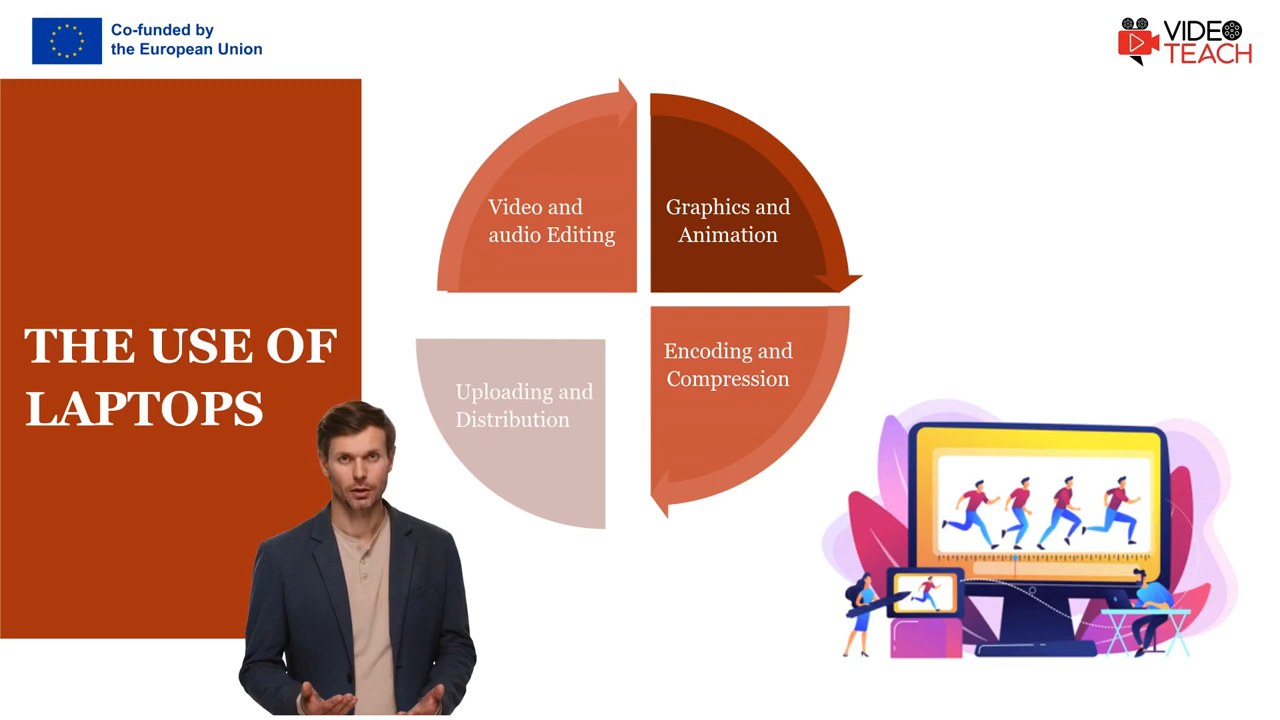 Co-funded by
the European Union
VIDEO
TEACH
THE USE OF
LAPTOPS
Video and
audio Editing
Graphics and
Animation
Encoding and
Compression
Uploading and
Distribution